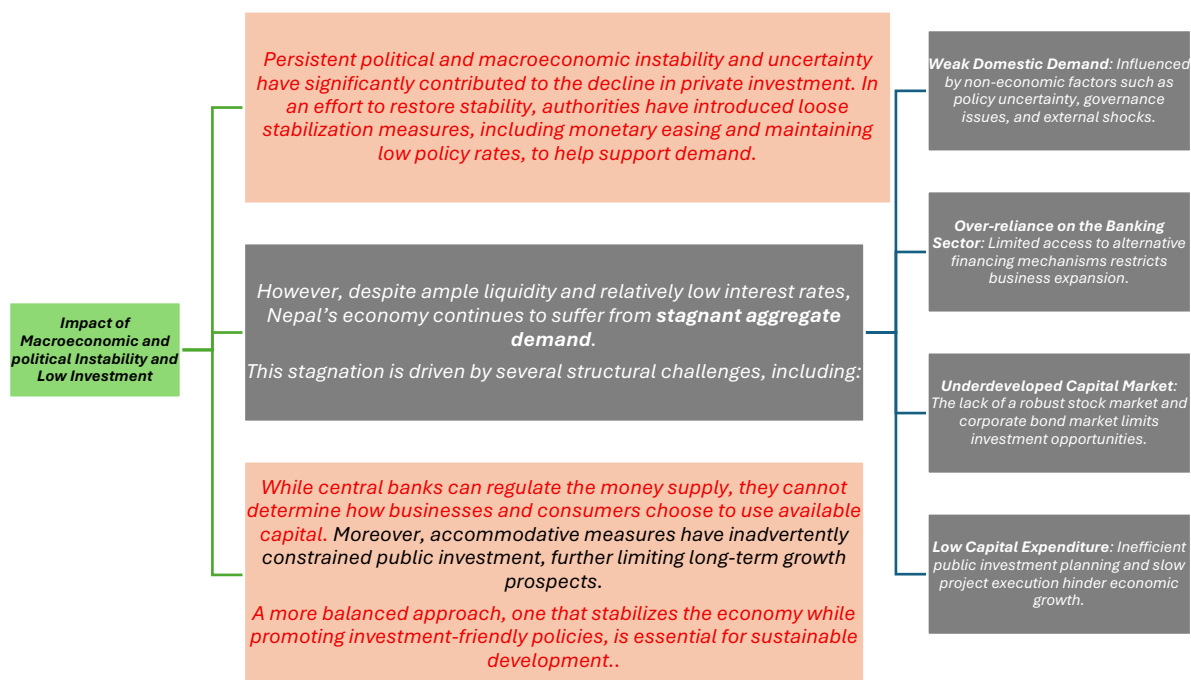 Impact of
Macroeconomic and
political Instability and
Low Investment
Persistent political and macroeconomic instability and uncertainty
have significantly contributed to the decline in private investment. In
an effort to restore stability, authorities have introduced loose
stabilization measures, including monetary easing and maintaining
low policy rates, to help support demand.
However, despite ample liquidity and relatively low interest rates,
Nepal’s economy continues to suffer from stagnant aggregate
demand.
This stagnation is driven by several structural challenges, including:
Weak Domestic Demand: Influenced
by non-economic factors such as
policy uncertainty, governance
issues, and external shocks.
Over-reliance on the Banking
Sector: Limited access to alternative
financing mechanisms restricts
business expansion.
Underdeveloped Capital Market:
The lack of a robust stock market and
corporate bond market limits
investment opportunities.
Low Capital Expenditure: Inefficient
public investment planning and slow
project execution hinder economic
growth.
While central banks can regulate the money supply, they cannot
determine how businesses and consumers choose to use available
capital. Moreover, accommodative measures have inadvertently
constrained public investment, further limiting long-term growth
prospects.
A more balanced approach, one that stabilizes the economy while
promoting investment-friendly policies, is essential for sustainable
development..